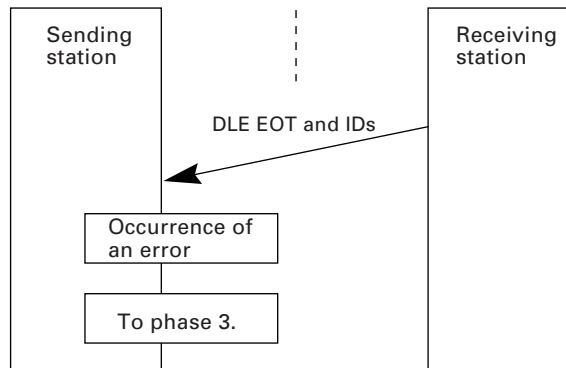 Sending
station
Receiving
station
DLE EOT and IDs
Occurrence of
an error
To phase 3.